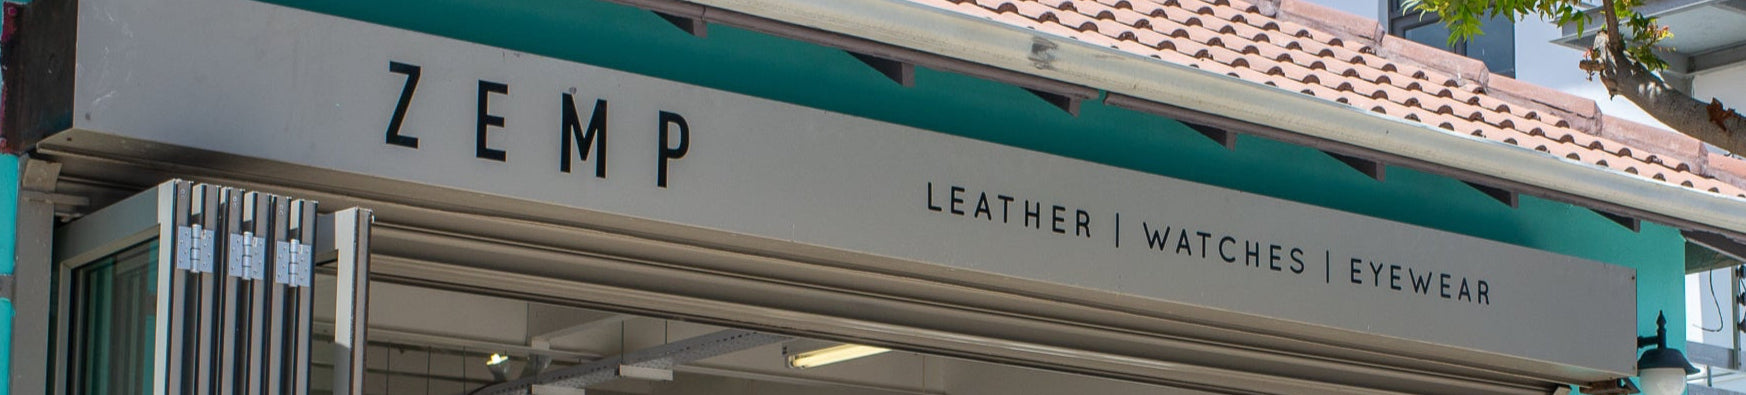 ZEMP
LEATHER | WATCHES | EYEWEAR